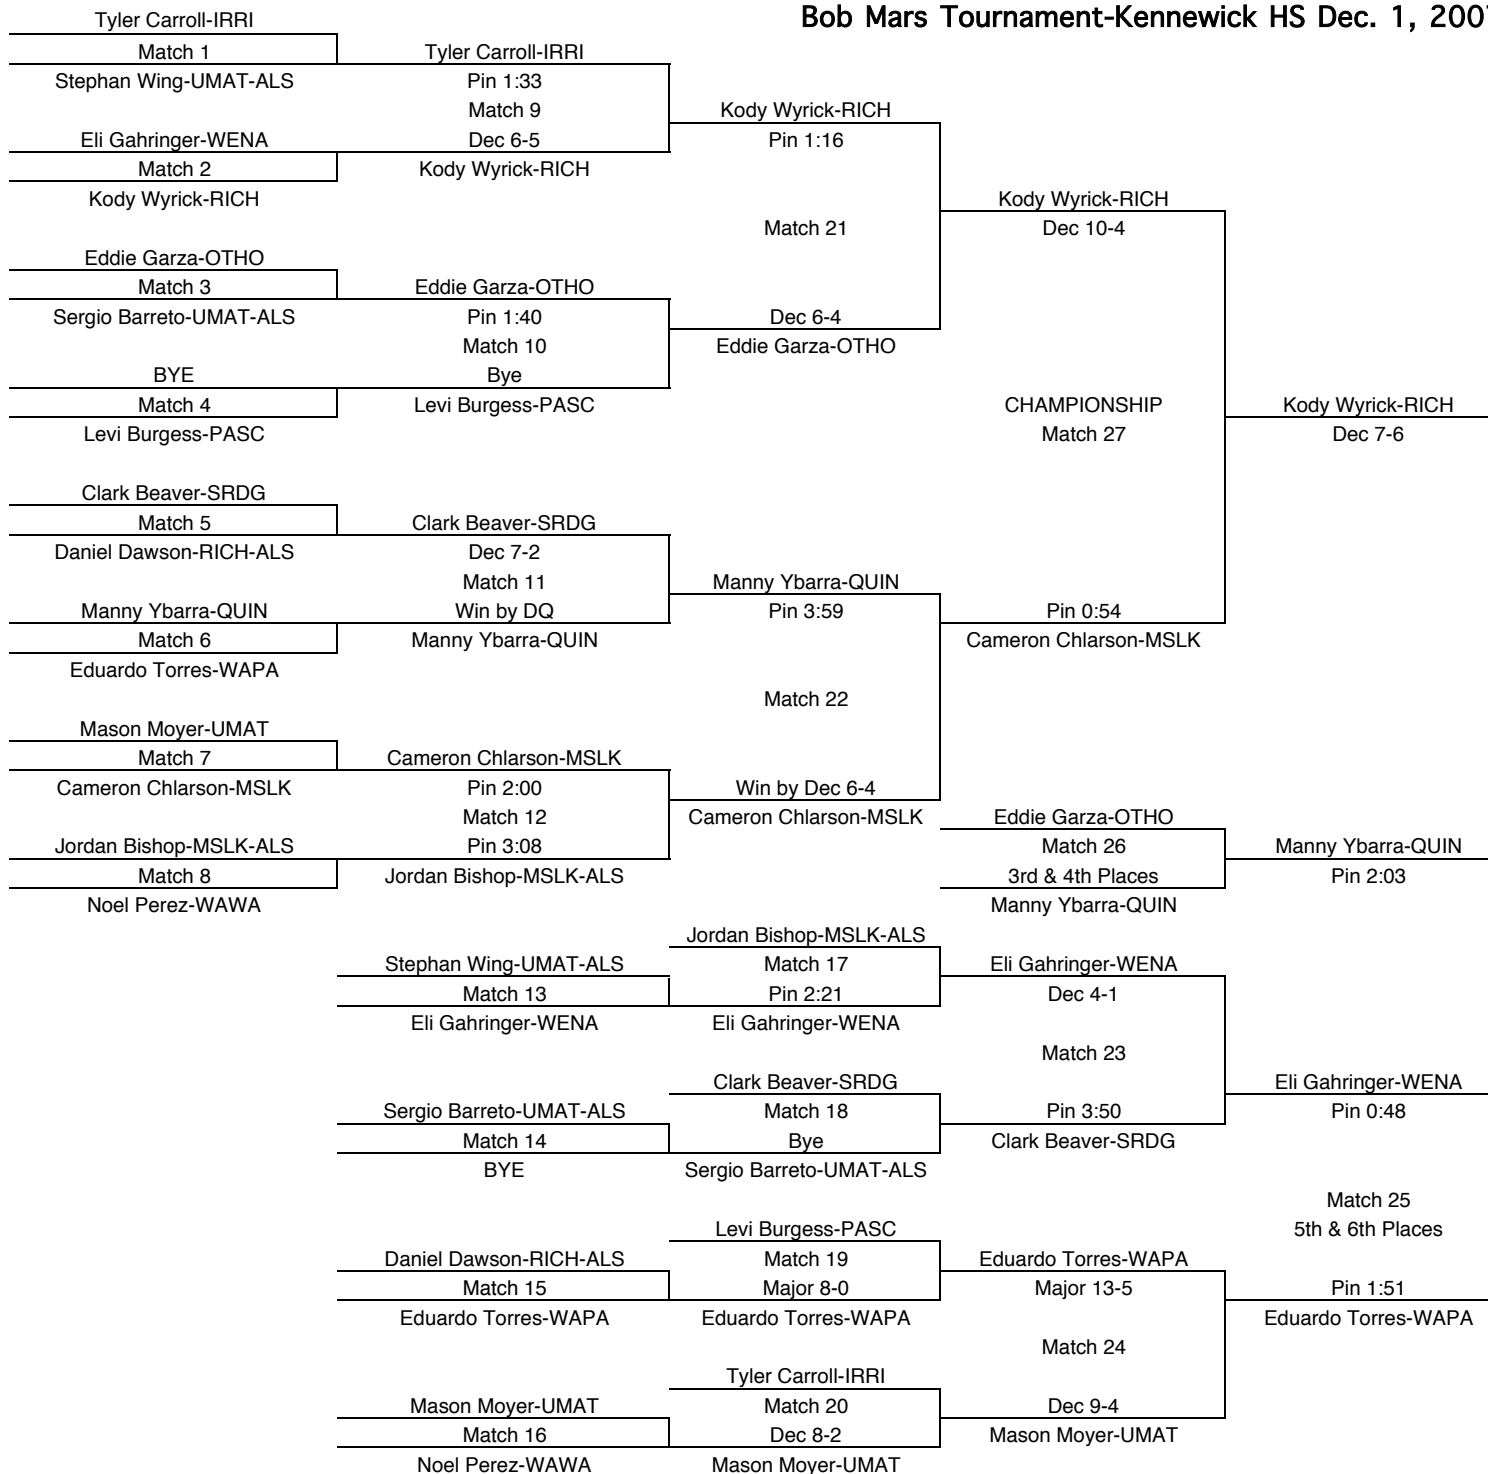 Bob Mars Tournament-Kennewick HS Dec. 1, 2007
Tyler Carroll-IRRI
Match 1
Stephan Wing-UMAT-ALS
Eli Gahringer-WENA
Match 2
Kody Wyrick-RICH
Eddie Garza-OTHO
Match 3
Sergio Barreto-UMAT-ALS
BYE
Match 4
Levi Burgess-PASC
Clark Beaver-SRDG
Match 5
Daniel Dawson-RICH-ALS
Manny Ybarra-QUIN
Match 6
Eduardo Torres-WAPA
Mason Moyer-UMAT
Match 7
Cameron Chlarson-MSLK
Jordan Bishop-MSLK-ALS
Match 8
Noel Perez-WAWA
Tyler Carroll-IRRI
Pin 1:33
Match 9
Dec 6-5
Kody Wyrick-RICH
Eddie Garza-OTHO
Pin 1:40
Match 10
Bye
Levi Burgess-PASC
Clark Beaver-SRDG
Dec 7-2
Match 11
Win by DQ
Manny Ybarra-QUIN
Cameron Chlarson-MSLK
Pin 2:00
Match 12
Pin 3:08
Jordan Bishop-MSLK-ALS
Stephan Wing-UMAT-ALS
Match 13
Eli Gahringer-WENA
Sergio Barreto-UMAT-ALS
Match 14
BYE
Daniel Dawson-RICH-ALS
Match 15
Eduardo Torres-WAPA
Mason Moyer-UMAT
Match 16
Noel Perez-WAWA
Kody Wyrick-RICH
Pin 1:16
Match 21
Dec 6-4
Eddie Garza-OTHO
Manny Ybarra-QUIN
Pin 3:59
Match 22
Win by Dec 6-4
Cameron Chlarson-MSLK
Jordan Bishop-MSLK-ALS
Match 17
Pin 2:21
Eli Gahringer-WENA
Clark Beaver-SRDG
Match 18
Bye
Sergio Barreto-UMAT-ALS
Levi Burgess-PASC
Match 19
Major 8-0
Eduardo Torres-WAPA
Tyler Carroll-IRRI
Match 20
Dec 8-2
Mason Moyer-UMAT
Kody Wyrick-RICH
Dec 10-4
CHAMPIONSHIP
Match 27
Pin 0:54
Cameron Chlarson-MSLK
Eddie Garza-OTHO
Match 26
3rd & 4th Places
Manny Ybarra-QUIN
Eli Gahringer-WENA
Dec 4-1
Match 23
Pin 3:50
Clark Beaver-SRDG
Eduardo Torres-WAPA
Major 13-5
Match 24
Dec 9-4
Mason Moyer-UMAT
Kody Wyrick-RICH
Dec 7-6
Manny Ybarra-QUIN
Pin 2:03
Eli Gahringer-WENA
Pin 0:48
Match 25
5th & 6th Places
Pin 1:51
Eduardo Torres-WAPA